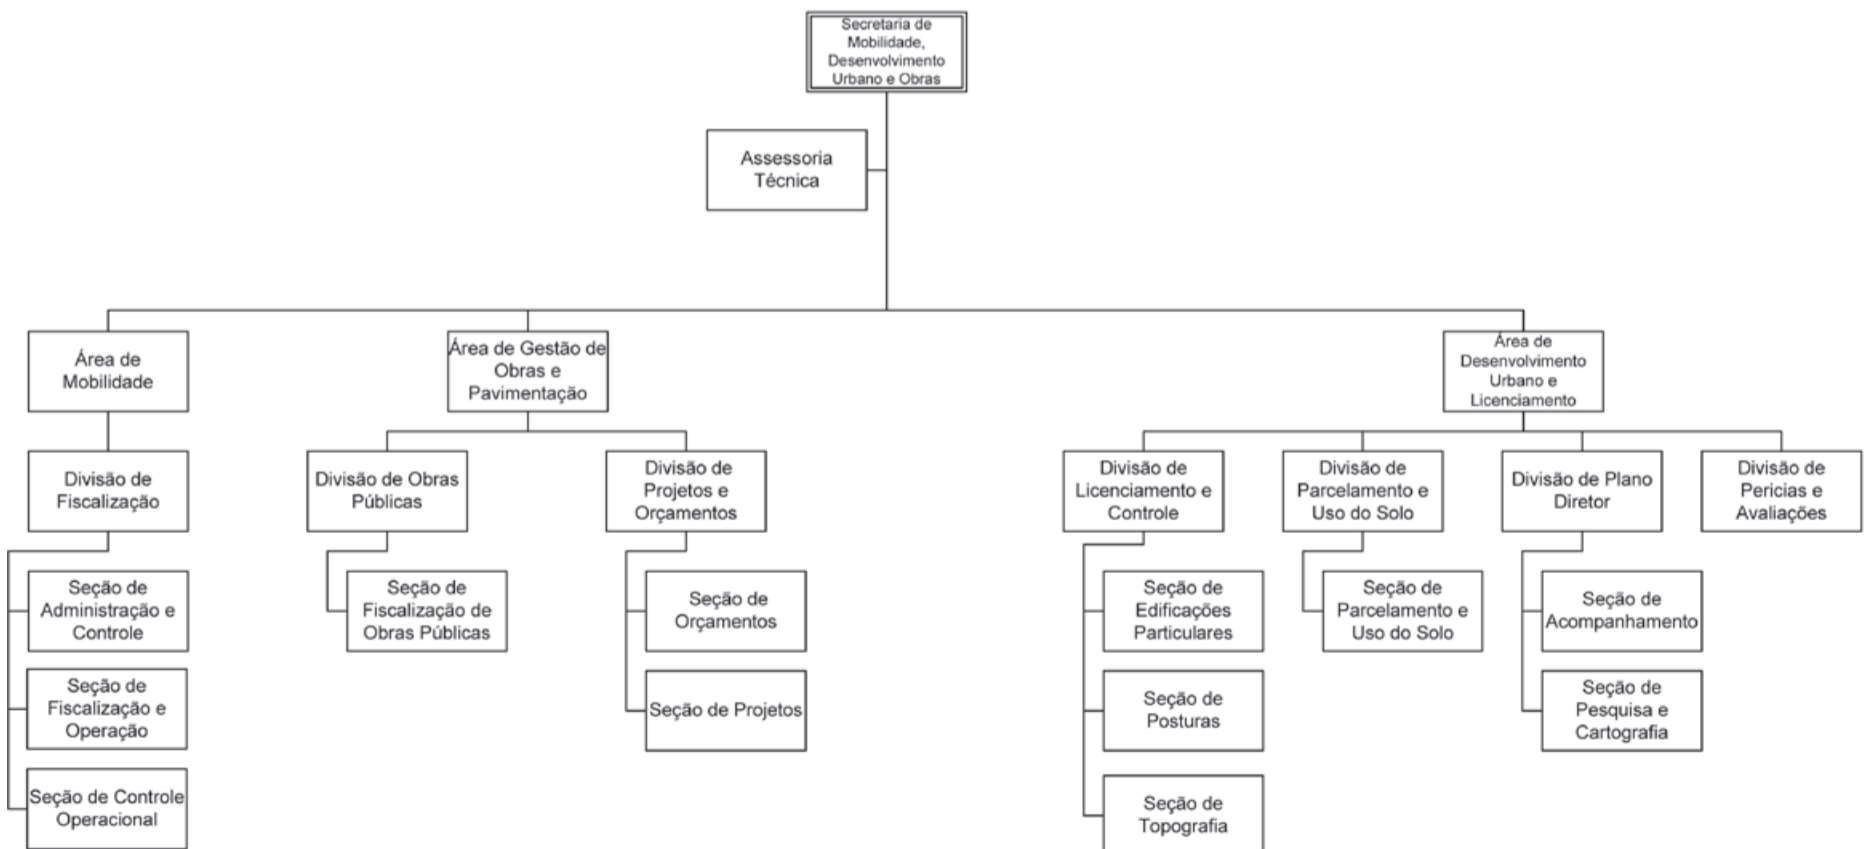 Secretaria de
Mobilidade,
Desenvolvimento
Urbano e Obras
Assessoria
Técnica
Área de
Mobilidade
Área de Gestão de
Obras e
Pavimentação
Área de
Desenvolvimento
Urbano e
Licenciamento
Divisão de
Fiscalização
Divisão de Obras
Públicas
Divisão de
Projetos e
Orçamentos
Divisão de
Licenciamento e
Controle
Divisão de
Parcelamento e
Uso do Solo
Divisão de Plano
Diretor
Divisão de
Pericias e
Avaliações
Seção de
Administração e
Controle
Seção de
Fiscalização de
Obras Públicas
Seção de
Orçamentos
Seção de
Edificações
Particulares
Seção de
Parcelamento e
Uso do Solo
Seção de
Acompanhamento
Seção de
Fiscalização e
Operação
Seção de Projetos
Seção de
Posturas
Seção de
Pesquisa e
Cartografia
Seção de Controle
Operacional
Seção de
Topografia